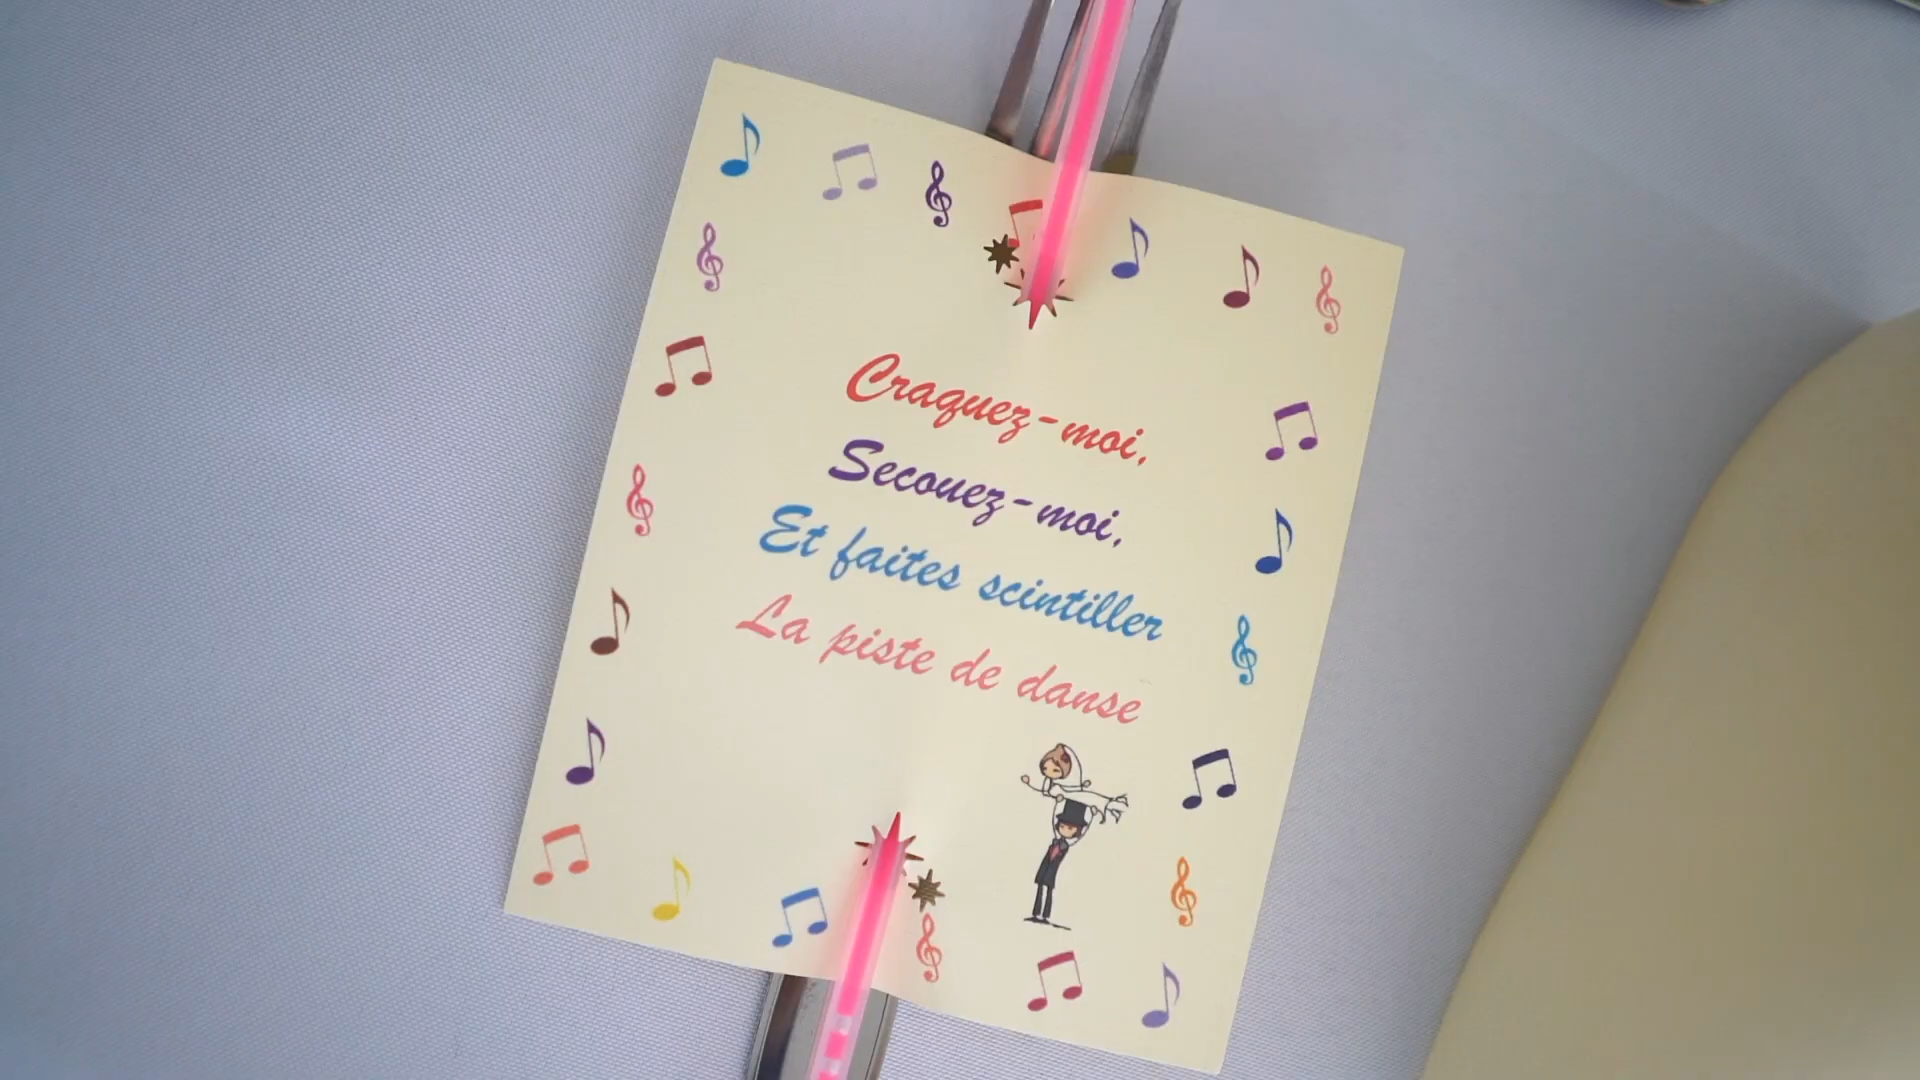 Craquez-moi,
Secouez-moi,
Et faites scintiller
La piste de danse